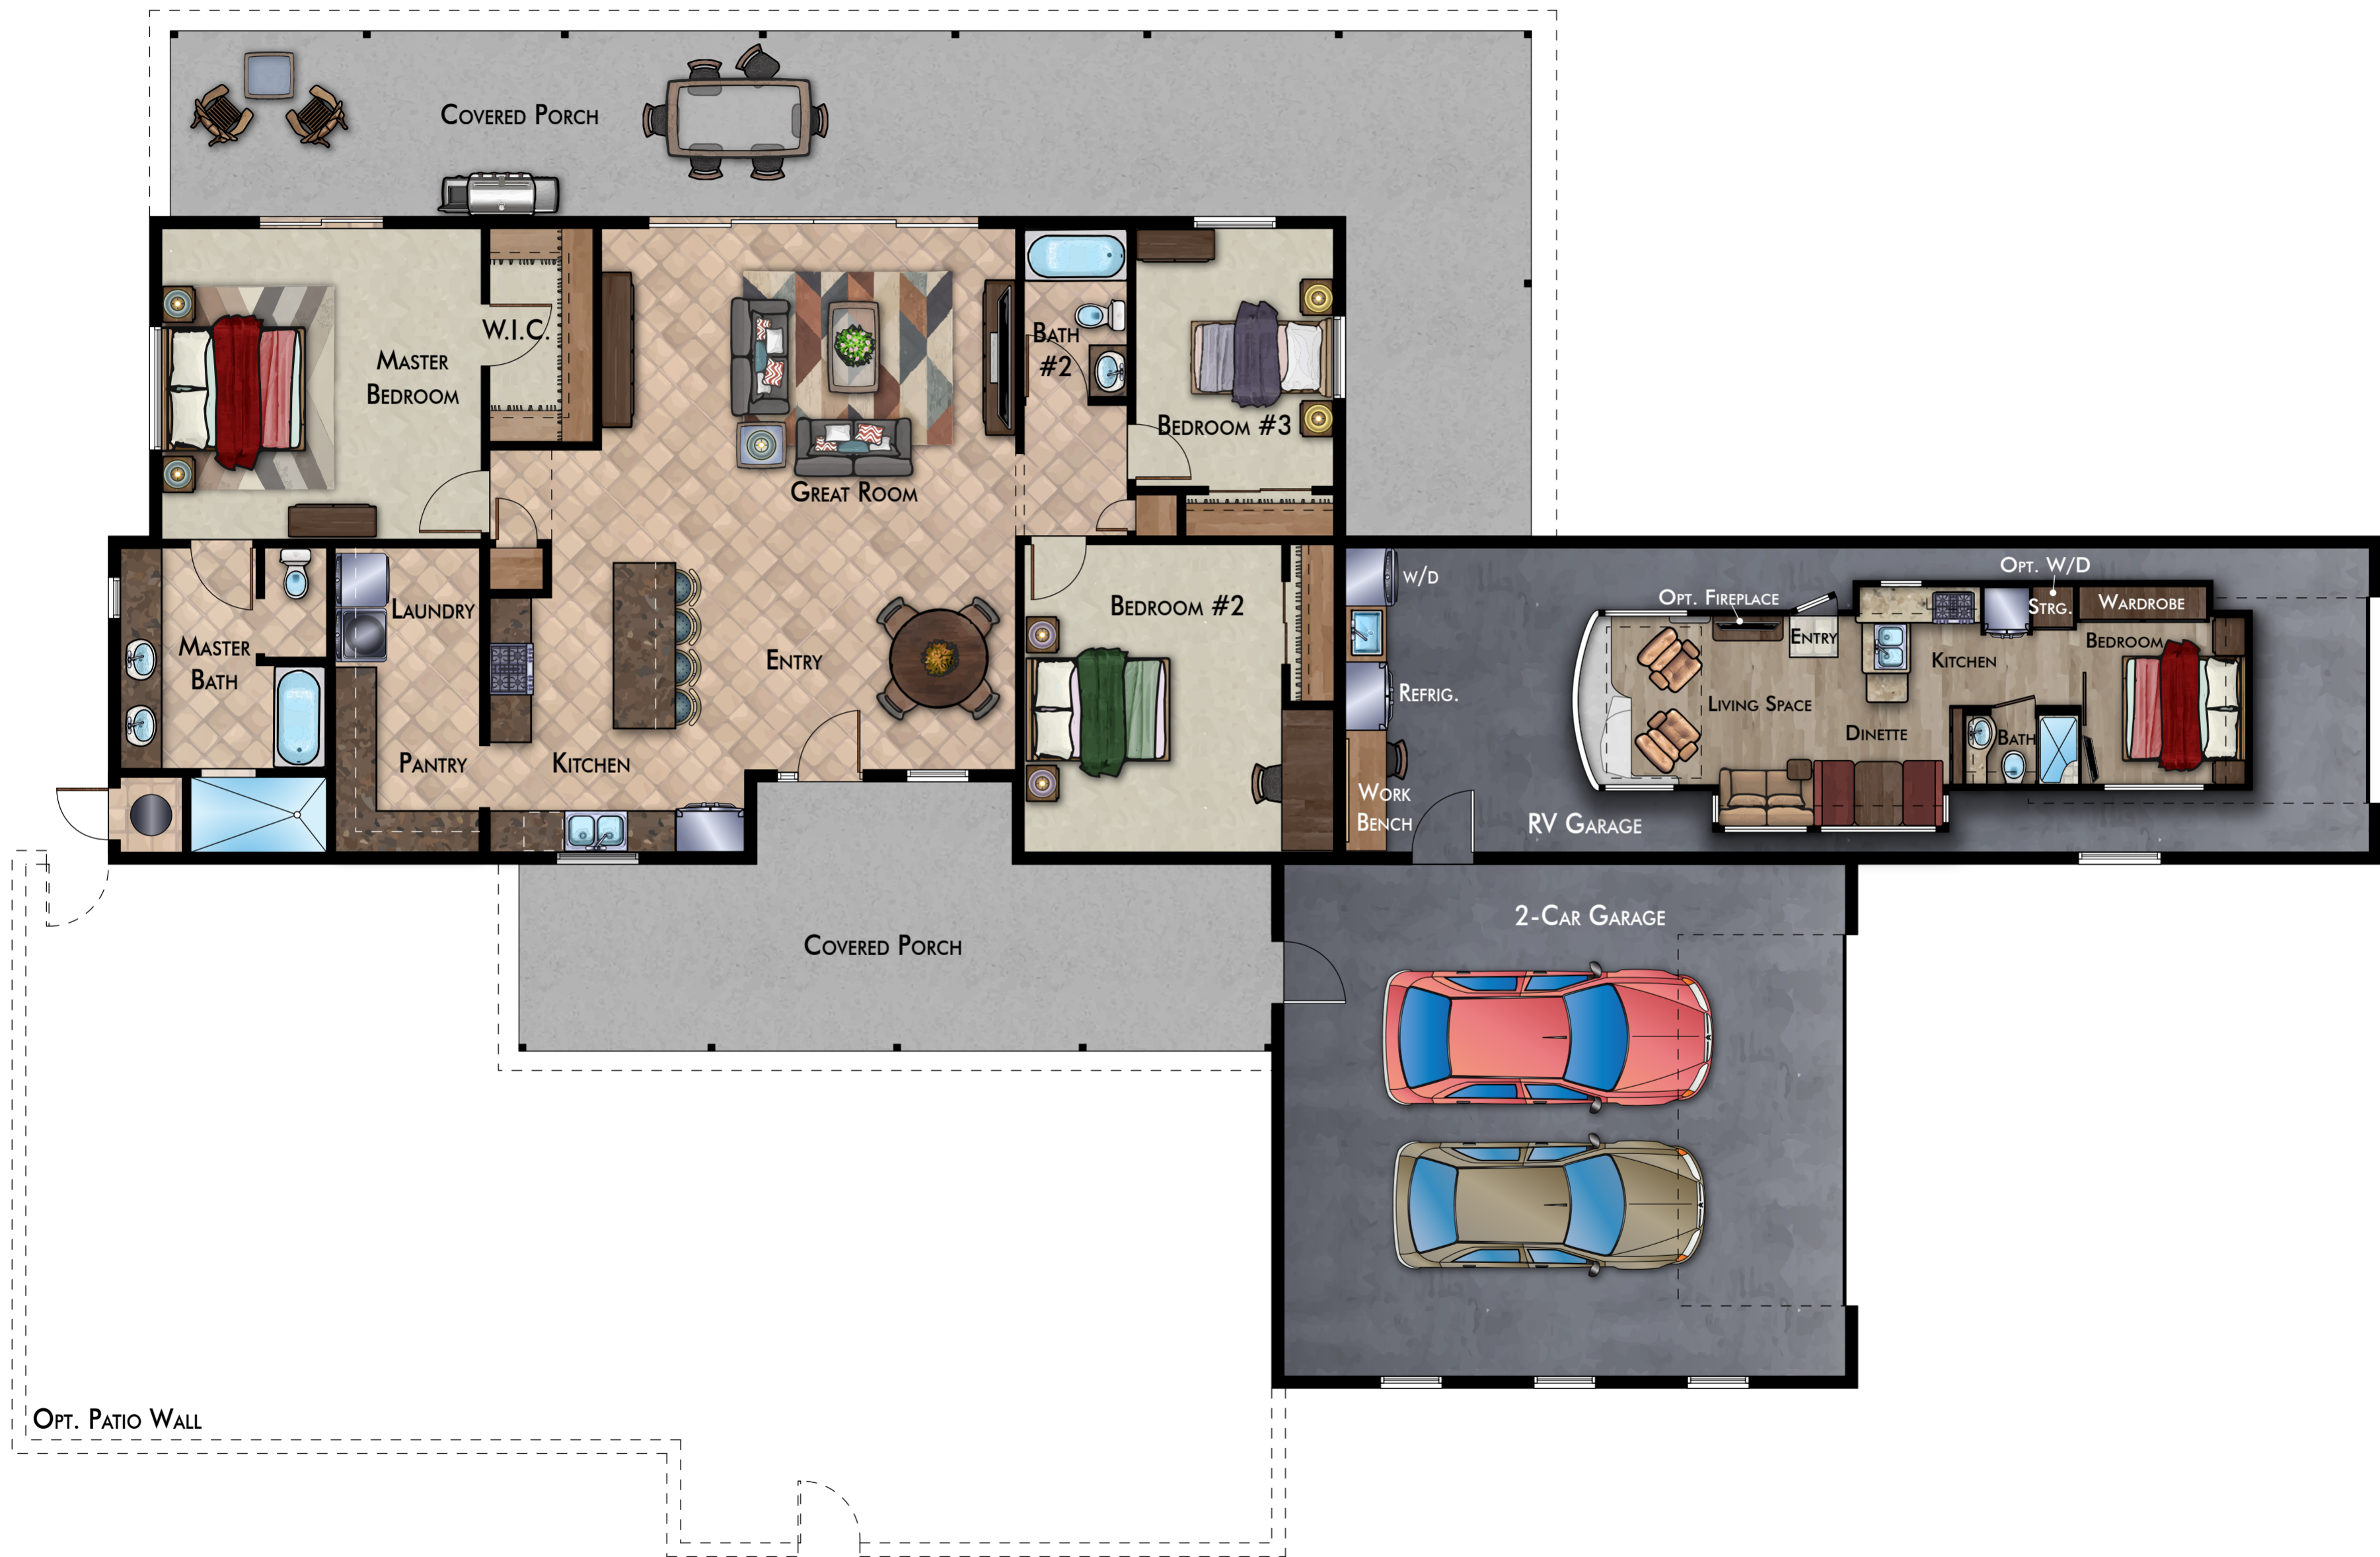 Covered Porch
Master
Bedroom
W.I.C.
Great Room
Bath
#2
Bedroom #3
Master
Bath
Laundry
Pantry
Kitchen
Entry
Bedroom #2
W/D
Refrig.
Work
Bench
RV Garage
Opt. Fireplace
Entry
Opt. W/D
Strg.
Wardrobe
Bedroom
Kitchen
Living Space
Dinette
Bath
Covered Porch
2-Car Garage
Opt. Patio Wall